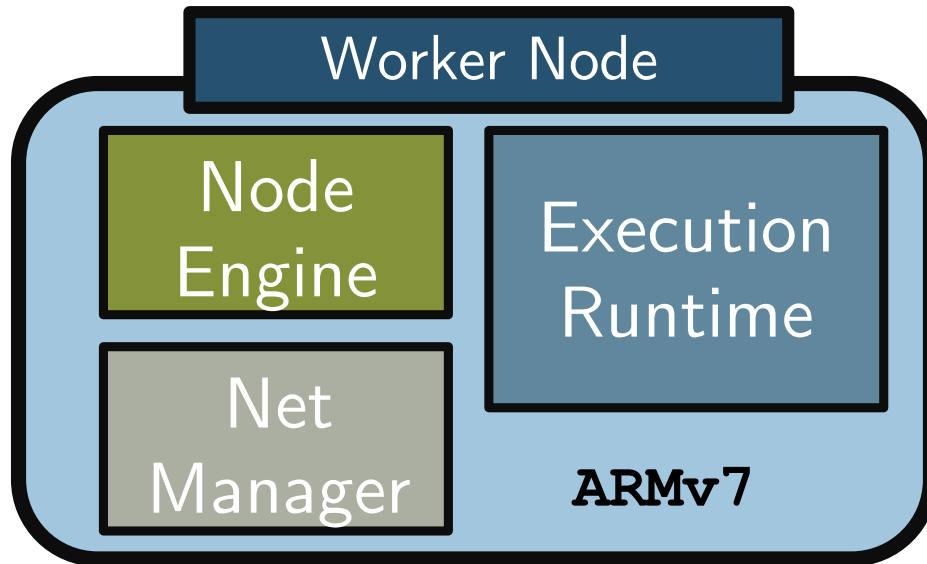 Worker Node
Node
Engine
Execution
Runtime
Net
Manager
ARMv7